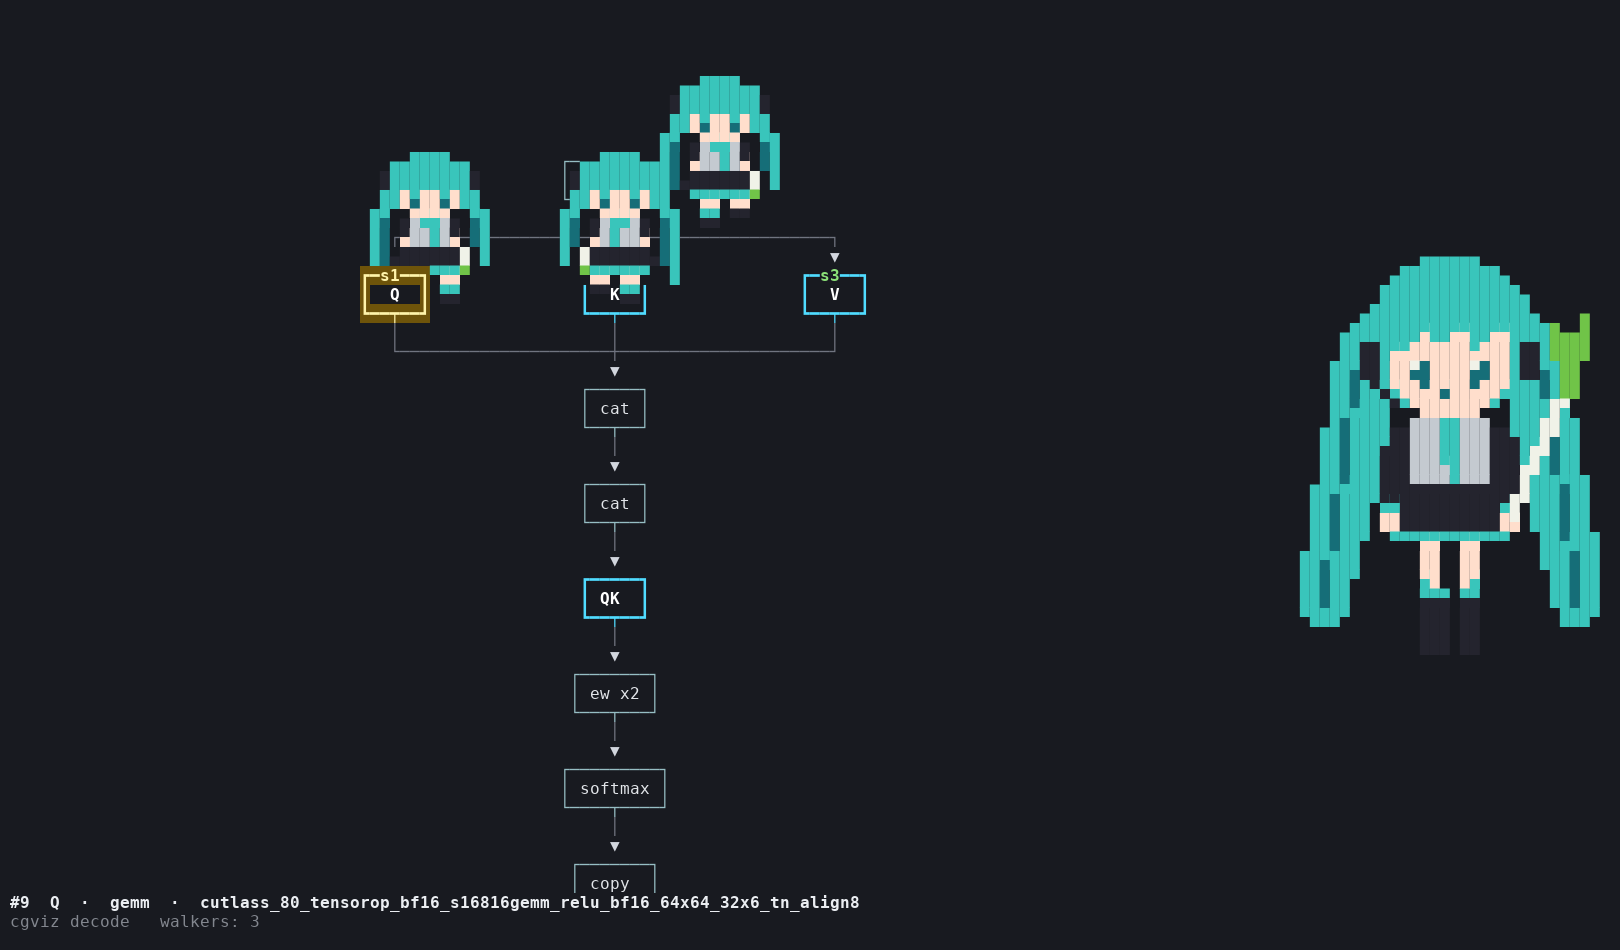 s1 s3
Q K V
cat
cat
QK
ew x2
softmax
copy
#9 Q · gemm · cutlass_80_tensorop_bf16_s16816gemm_relu_bf16_64x64_32x6_tn_align8
cgviz decode walkers: 3